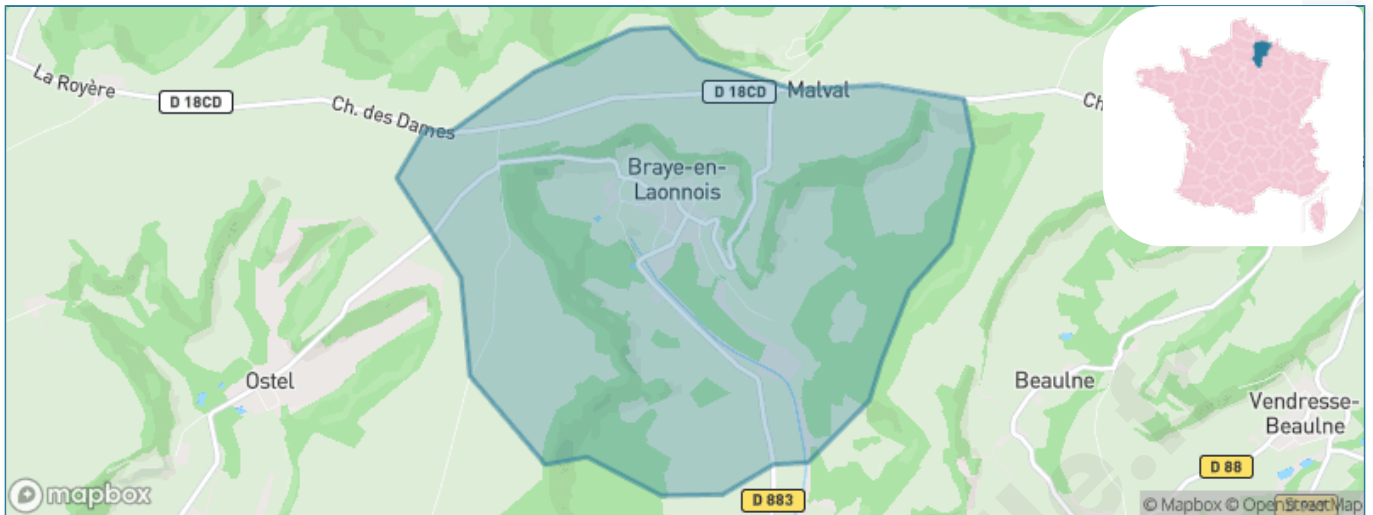 La Royère
D 18CD
Ch. des Dames
D 18CD
Malval
Ch
Braye-en-
Laonnois
Ostel
Beaulne
Vendresse-
Beaulne
D 88
D 883
mapbox
© Mapbox © OpenStreetMap